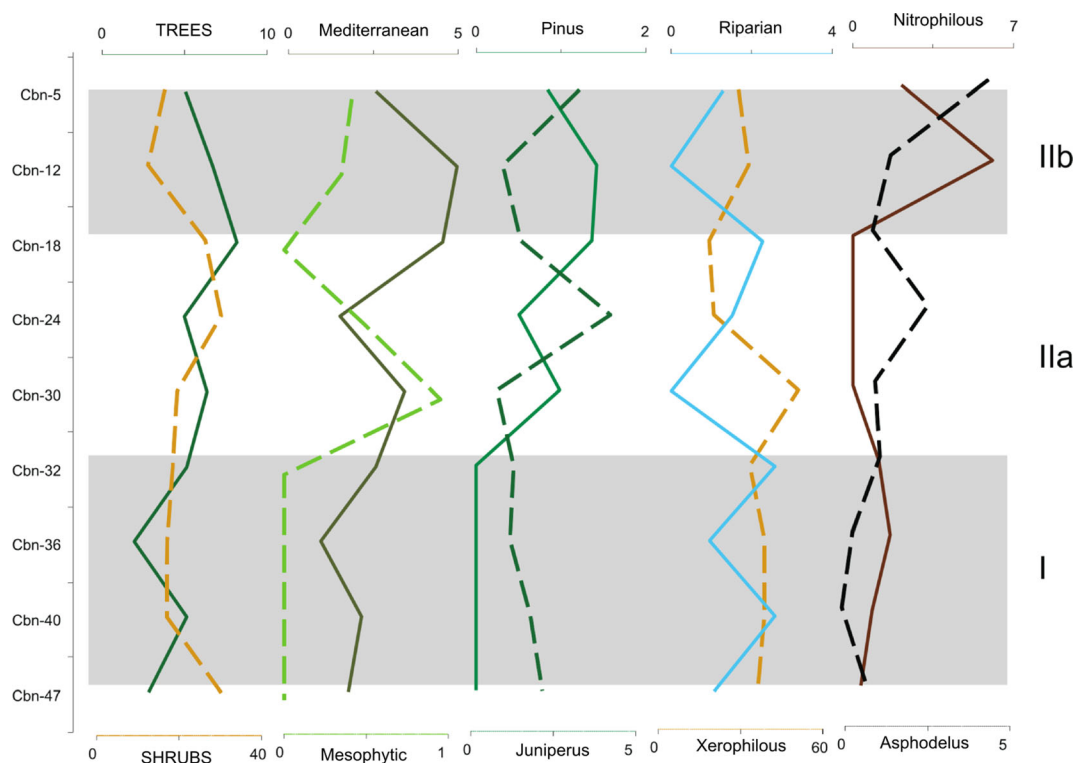 TREES Mediterranean Pinus Riparian Nitrophilous
0 10 0 5 0 2 0 4 0 7
Cbn-5
Cbn-12 IIb
Cbn-18
Cbn-24
IIa
Cbn-30
Cbn-32
Cbn-36
I
Cbn-40
Cbn-47
0 40 0 1 0 5 0 60 0 5
SHRUBS Mesophytic Juniperus Xerophilous Asphodelus